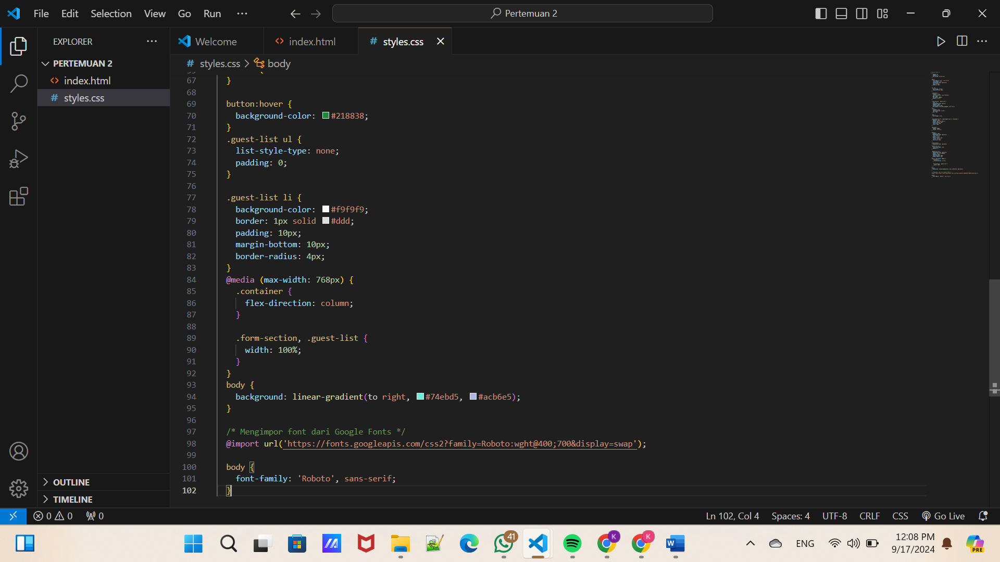 File Edit Selection View Go Run ··· Pertemuan 2
EXPLORER ···
Welcome index.html styles.css
PERTEMUAN 2
index.html
styles.css
styles.css > body
67 }
68
69 button:hover {
70 background-color: #218838;
71 }
72 .guest-list ul {
73 list-style-type: none;
74 padding: 0;
75 }
76
77 .guest-list li {
78 background-color: #f9f9f9;
79 border: 1px solid #ddd;
80 padding: 10px;
81 margin-bottom: 10px;
82 border-radius: 4px;
83 }
84 @media (max-width: 768px) {
85 .container {
86 flex-direction: column;
87 }
88
89 .form-section, .guest-list {
90 width: 100%;
91 }
92 }
93 body {
94 background: linear-gradient(to right, #74ebd5, #acb6e5);
95 }
96
97 /* Mengimpor font dari Google Fonts */
98 @import url('https://fonts.googleapis.com/css2?family=Roboto:wght@400;700&display=swap');
99
100 body {
101 font-family: 'Roboto', sans-serif;
102 }
OUTLINE
TIMELINE
0 0 0 Ln 102, Col 4 Spaces: 4 UTF-8 CRLF CSS Go Live
41 K K W ENG 12:08 PM
9/17/2024 PRE